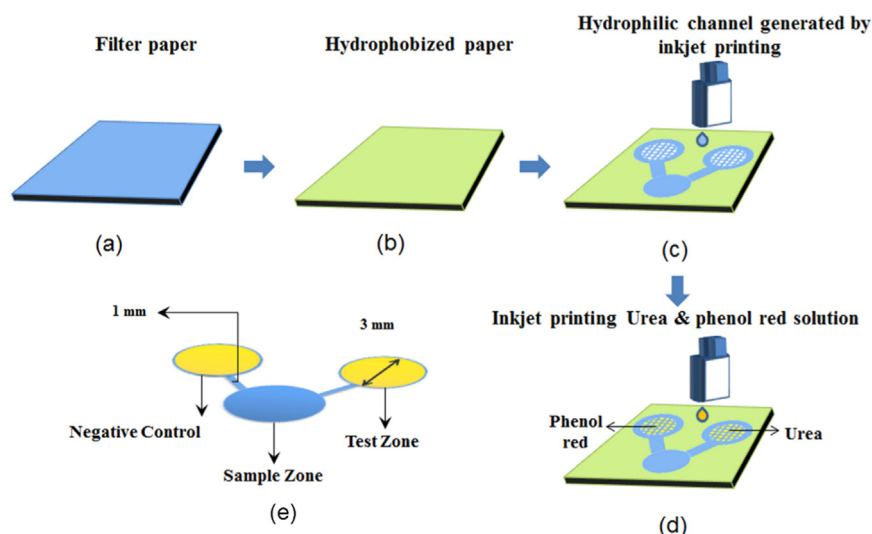 Filter paper
Hydrophobized paper
Hydrophilic channel generated by
inkjet printing
(a)
(b)
(c)
Inkjet printing Urea & phenol red solution
1 mm
3 mm
Negative Control
Sample Zone
Test Zone
(e)
Phenol
red
Urea
(d)